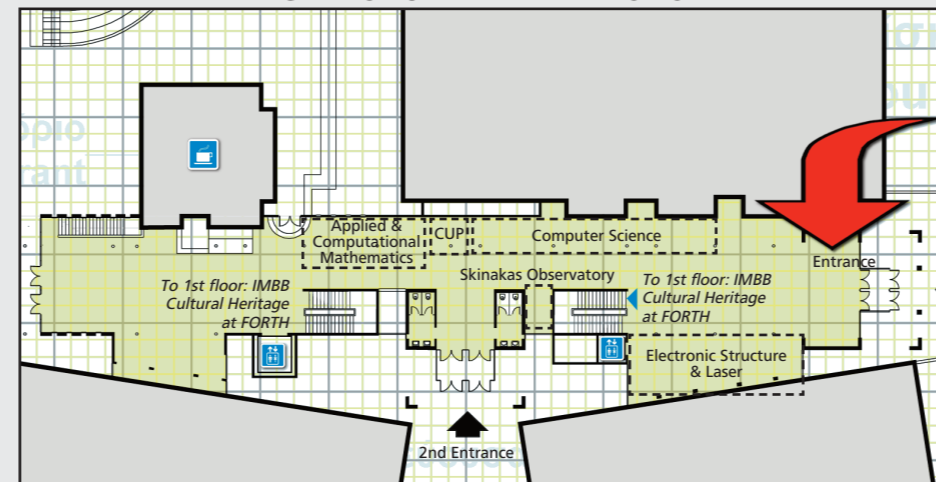 Applied &
Computational
Mathematics
CUP
Computer Science
Skinakas Observatory
Entrance
To 1st floor: IMBB
Cultural Heritage
at FORTH
To 1st floor: IMBB
Cultural Heritage
at FORTH
Electronic Structure
& Laser
2nd Entrance